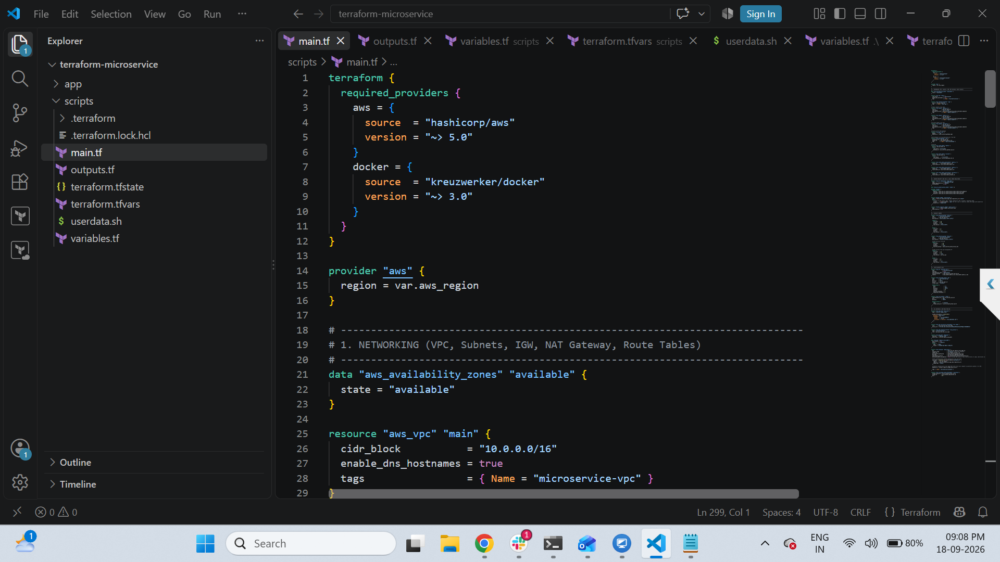 File Edit Selection View Go Run ···
terraform-microservice
Sign In
Explorer
1
terraform-microservice
app
scripts
.terraform
.terraform.lock.hcl
main.tf
outputs.tf
terraform.tfstate
terraform.tfvars
userdata.sh
variables.tf
Outline
Timeline
1
main.tf
outputs.tf
variables.tf scripts
terraform.tfvars scripts
userdata.sh
variables.tf .\
terrafo
scripts > main.tf > ...
1 terraform {
2 required_providers {
3 aws = {
4 source = "hashicorp/aws"
5 version = "~> 5.0"
6 }
7 docker = {
8 source = "kreuzwerker/docker"
9 version = "~> 3.0"
10 }
11 }
12 }
13
14 provider "aws" {
15 region = var.aws_region
16 }
17
18 # -----------------------------------------------------------------------------
19 # 1. NETWORKING (VPC, Subnets, IGW, NAT Gateway, Route Tables)
20 # -----------------------------------------------------------------------------
21 data "aws_availability_zones" "available" {
22 state = "available"
23 }
24
25 resource "aws_vpc" "main" {
26 cidr_block = "10.0.0.0/16"
27 enable_dns_hostnames = true
28 tags = { Name = "microservice-vpc" }
29 }
0 0
Ln 299, Col 1 Spaces: 4 UTF-8 CRLF { } Terraform
1
Search
1
ENG
IN
80%
09:08 PM
18-09-2026